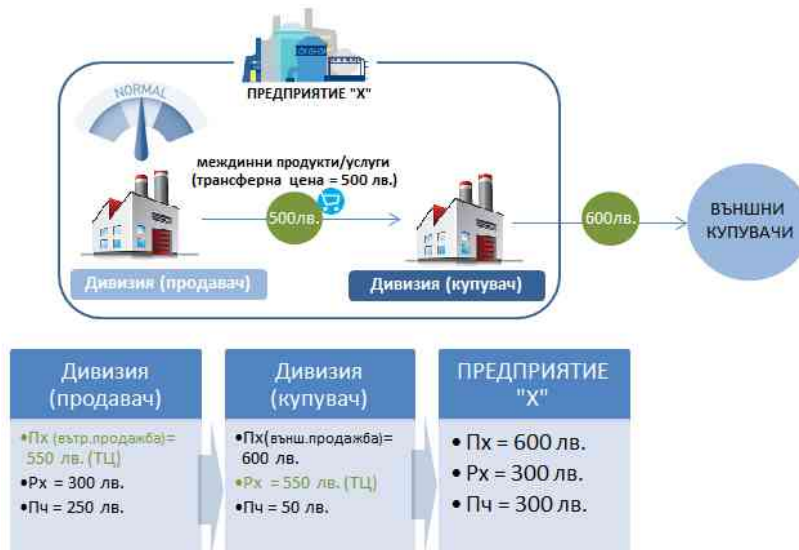 ПРЕДПРИЯТИЕ "X"
NORMAL
междинни продукти/услуги
(трансферна цена = 500 лв.)
500лв.
600лв.
ВЪНШНИ
КУПУВАЧИ
Дивизия (продавач)
Дивизия (купувач)
Дивизия
(продавач)
•Пх (вътр.продажба)=
550 лв. (ТЦ)
•Рх = 300 лв.
•Пч = 250 лв.
Дивизия
(купувач)
•Пх(външ.продажба)=
600 лв.
•Рх = 550 лв. (ТЦ)
•Пч = 50 лв.
ПРЕДПРИЯТИЕ
"X"
• Пх = 600 лв.
• Рх = 300 лв.
• Пч = 300 лв.